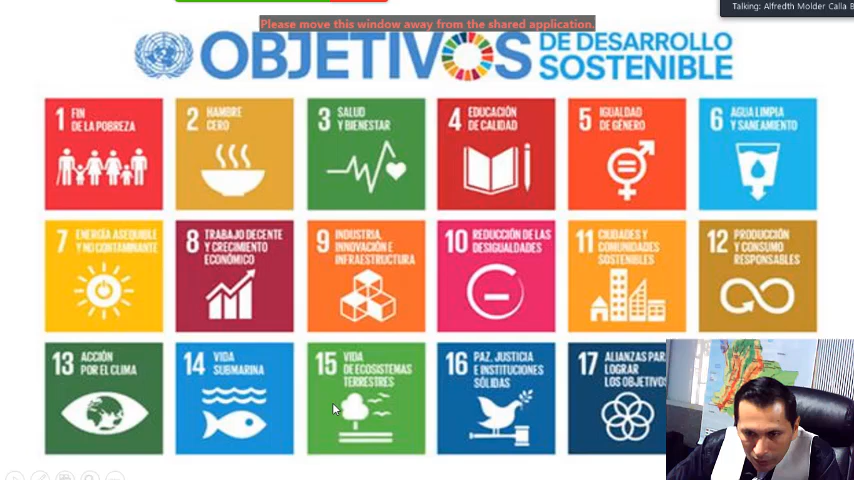 Talking: Alfredth Molder Calla B
Please move this window away from the shared application.
OBJETIVOS DE DESARROLLO
SOSTENIBLE
1 FIN
DE LA POBREZA
2 HAMBRE
CERO
3 SALUD
Y BIENESTAR
4 EDUCACIÓN
DE CALIDAD
5 IGUALDAD
DE GÉNERO
6 AGUA LIMPIA
Y SANEAMIENTO
7 ENERGÍA ASEQUIBLE
Y NO CONTAMINANTE
8 TRABAJO DECENTE
Y CRECIMIENTO
ECONÓMICO
9 INDUSTRIA,
INNOVACIÓN E
INFRAESTRUCTURA
10 REDUCCIÓN DE LAS
DESIGUALDADES
11 CIUDADES Y
COMUNIDADES
SOSTENIBLES
12 PRODUCCIÓN
Y CONSUMO
RESPONSABLES
13 ACCIÓN
POR EL CLIMA
14 VIDA
SUBMARINA
15 VIDA
DE ECOSISTEMAS
TERRESTRES
16 PAZ, JUSTICIA
E INSTITUCIONES
SÓLIDAS
17 ALIANZAS PAR
LOGRAR
LOS OBJETIVOS